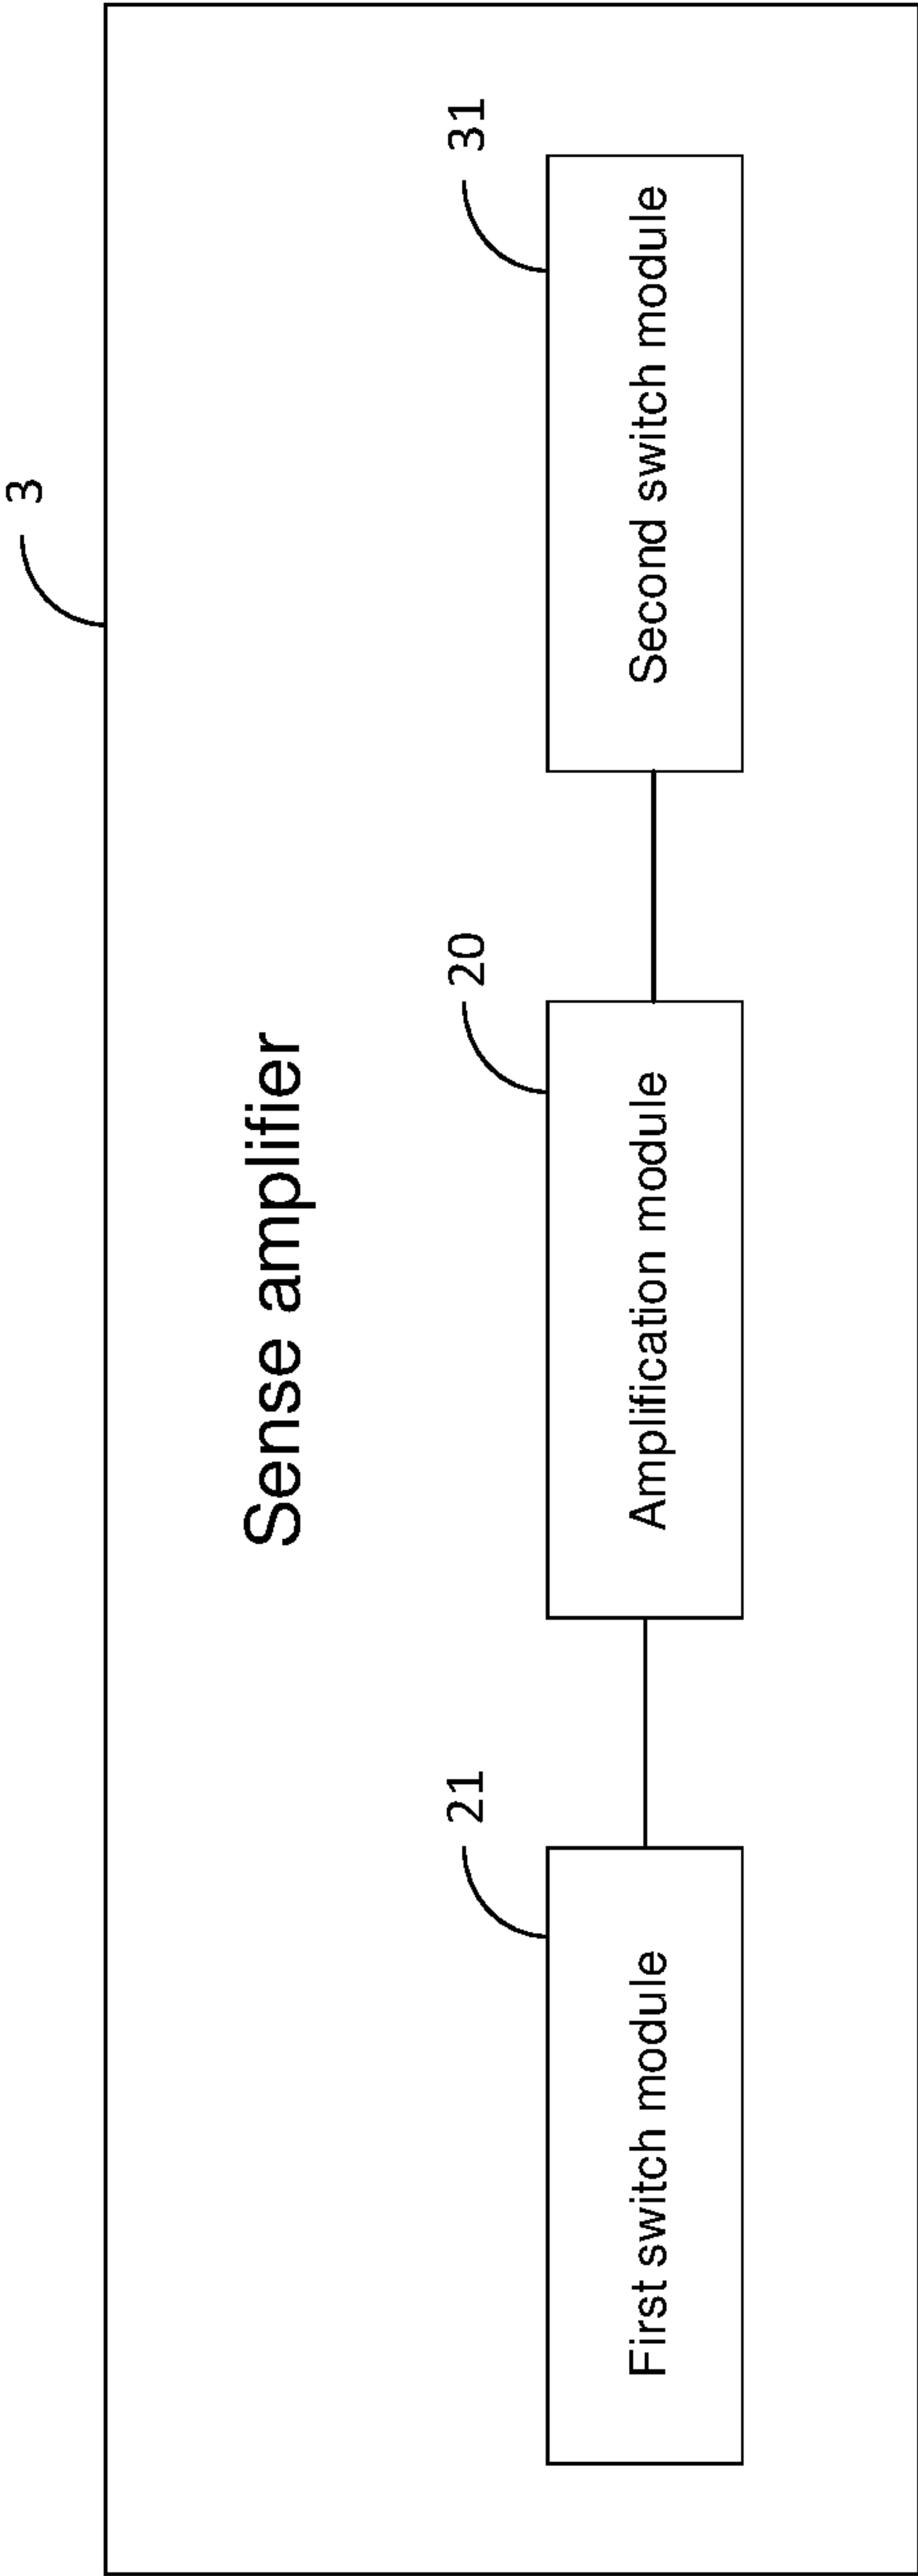 3
Sense amplifier
21
20
31
First switch module
Amplification module
Second switch module